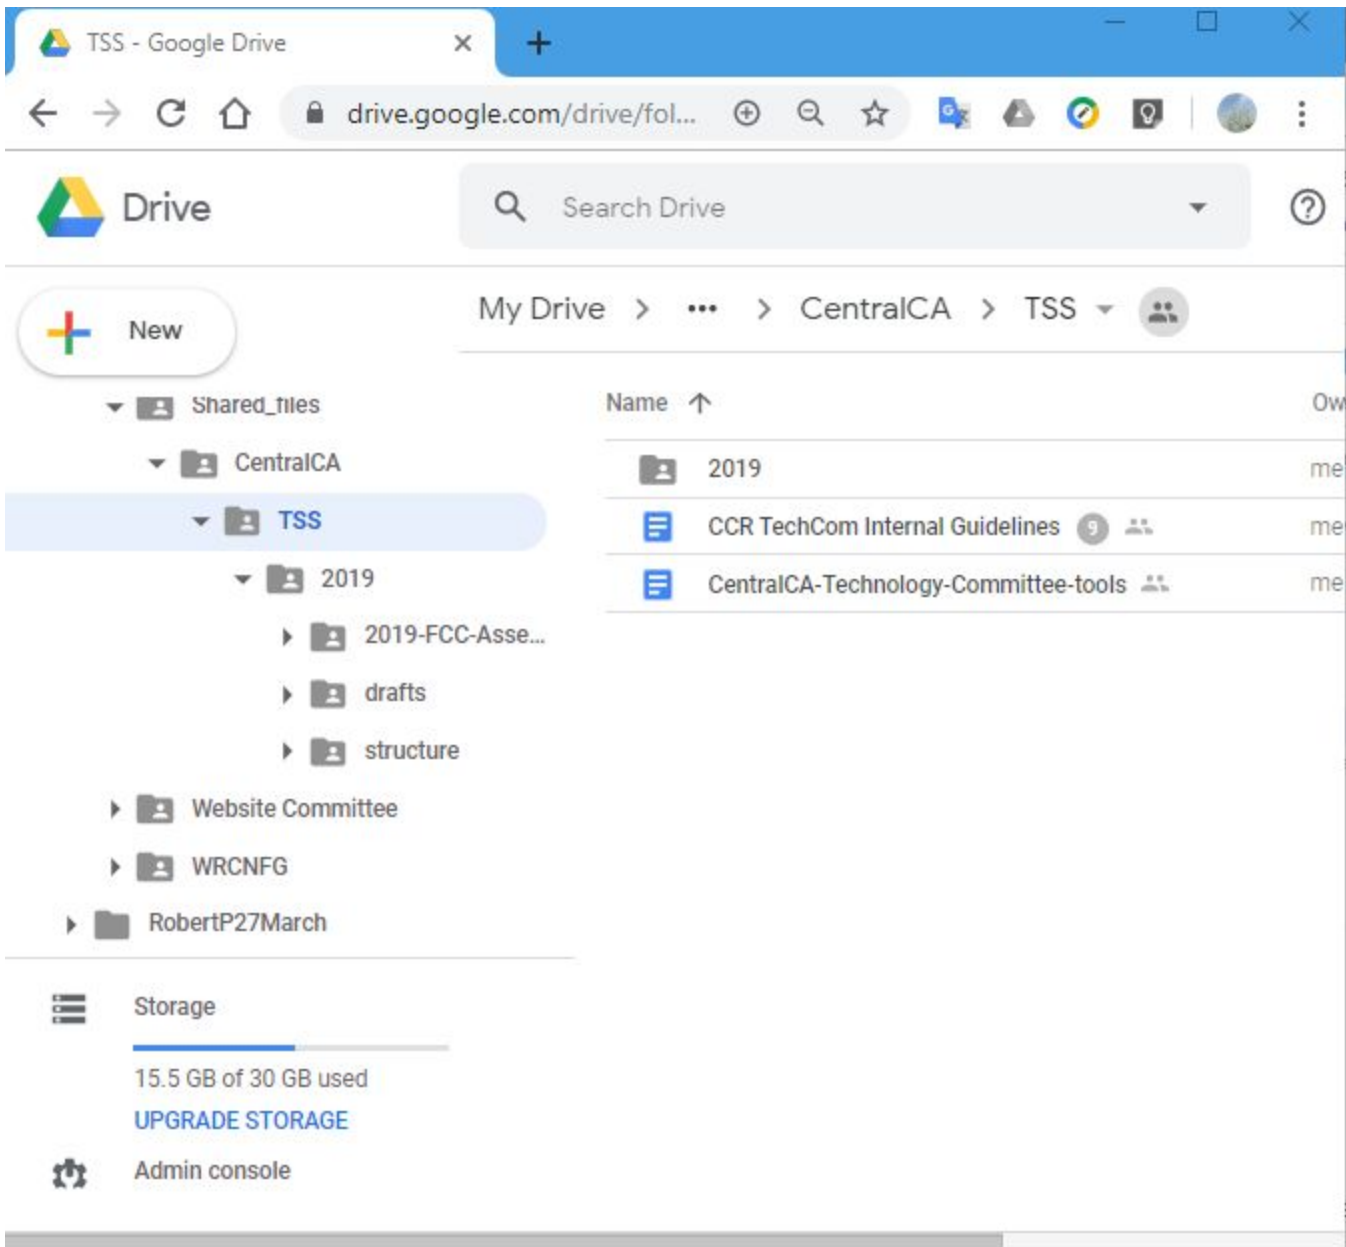 TSS - Google Drive
drive.google.com/drive/fol...
Drive
Search Drive
New
My Drive > ... > CentralCA > TSS
Shared_files
CentralCA
TSS
2019
2019-FCC-Asse...
drafts
structure
Website Committee
WRCNFG
RobertP27March
Storage
15.5 GB of 30 GB used
UPGRADE STORAGE
Admin console
Name Ow
2019 me
CCR TechCom Internal Guidelines 9 me
CentralCA-Technology-Committee-tools me